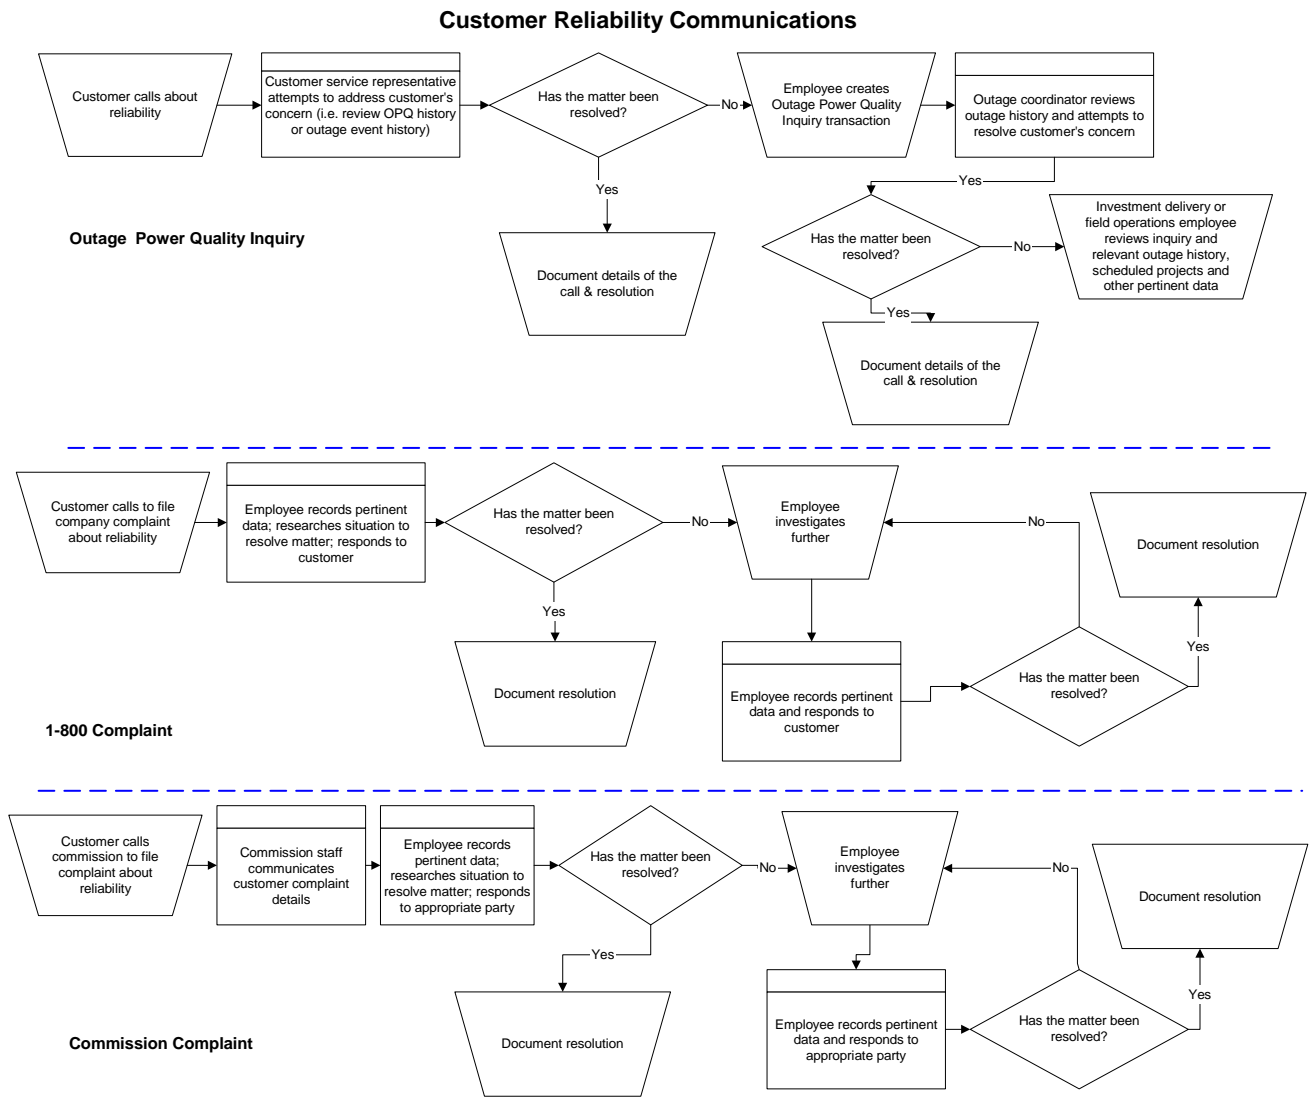 Customer Reliability Communications
Customer calls about
reliability
Customer service representative
attempts to address customer's
concern (i.e. review OPQ history
or outage event history)
Has the matter been
resolved?
No
Employee creates
Outage Power Quality
Inquiry transaction
Outage coordinator reviews
outage history and attempts to
resolve customer's concern
Yes
Yes
Outage  Power Quality Inquiry
Document details of the
call & resolution
Has the matter been
resolved?
No
Investment delivery or
field operations employee
reviews inquiry and
relevant outage history,
scheduled projects and
other pertinent data
Yes
Document details of the
call & resolution
Customer calls to file
company complaint
about reliability
Employee records pertinent
data; researches situation to
resolve matter; responds to
customer
Has the matter been
resolved?
No
Employee
investigates
further
No
Document resolution
Yes
Document resolution
Employee records pertinent
data and responds to
customer
Has the matter been
resolved?
Yes
1-800 Complaint
Customer calls
commission to file
complaint about
reliability
Commission staff
communicates
customer complaint
details
Employee records
pertinent data;
researches situation to
resolve matter; responds
to appropriate party
Has the matter been
resolved?
No
Employee
investigates
further
No
Document resolution
Yes
Document resolution
Employee records pertinent
data and responds to
appropriate party
Has the matter been
resolved?
Yes
Commission Complaint